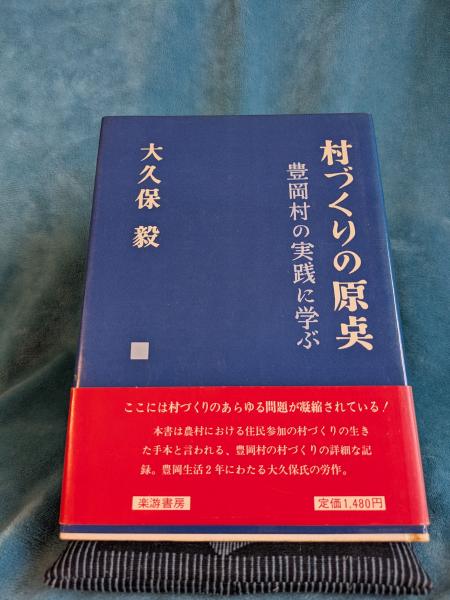 村づくりの原点
豊岡村の実践に学ぶ
大久保 毅
ここには村づくりのあらゆる問題が凝縮されている!
本書は農村における住民参加の村づくりの生き
た手本と言われる、豊岡村の村づくりの詳細な記
録。豊岡生活2年にわたる大久保氏の労作。
楽游書房
定価1,480円